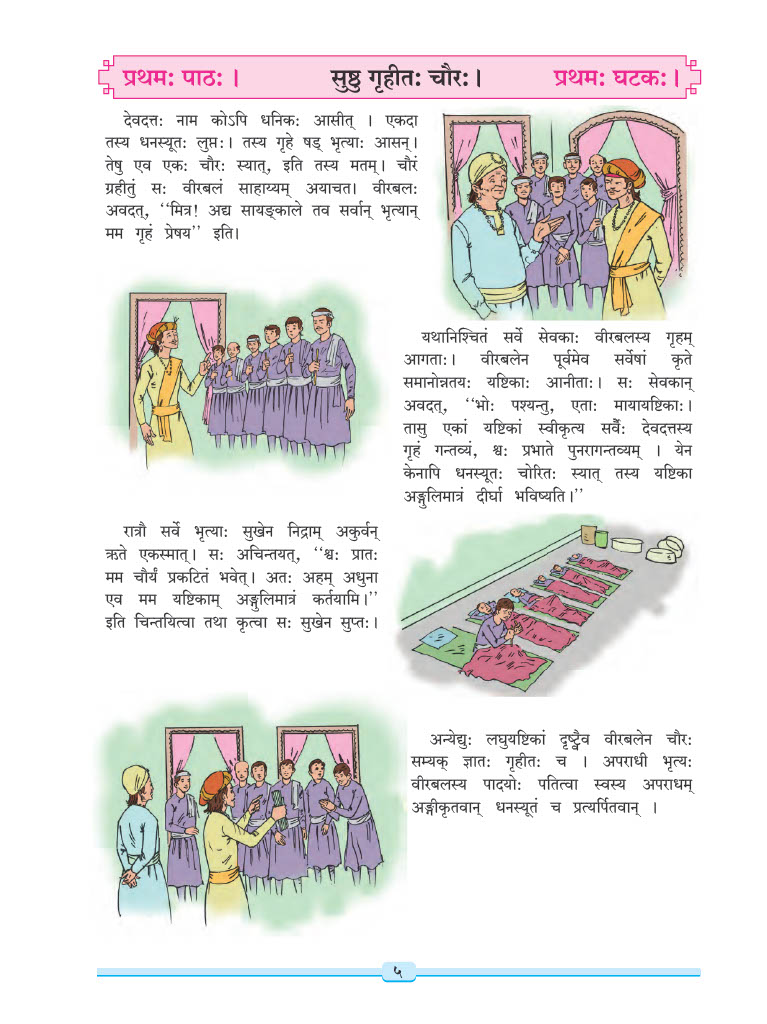 प्रथमः पाठः ।
सुष्ठु गृहीतः चौरः ।
प्रथमः घटकः ।
देवदत्तः नाम कोऽपि धनिकः आसीत् । एकदा
तस्य धनस्यूतः लुप्तः । तस्य गृहे षड् भृत्याः आसन् ।
तेषु एव एकः चौरः स्यात्, इति तस्य मतम् । चौरं
ग्रहीतुं सः वीरबलं साहाय्यम् अयाचत । वीरबलः
अवदत्, ‘‘मित्र! अद्य सायङ्काले तव सर्वान् भृत्यान्
मम गृहं प्रेषय’’ इति ।
यथानिश्चितं सर्वे सेवकाः वीरबलस्य गृहम्
आगताः । वीरबलेन पूर्वमेव सर्वेषां कृते
समानोन्नतयः यष्टिकाः आनीताः । सः सेवकान्
अवदत्, ‘‘भोः पश्यन्तु, एताः मायायष्टिकाः ।
तासु एकां यष्टिकां स्वीकृत्य सर्वैः देवदत्तस्य
गृहं गन्तव्यं, श्वः प्रभाते पुनरागन्तव्यम् । येन
केनापि धनस्यूतः चोरितः स्यात् तस्य यष्टिका
अङ्गुलिमात्रं दीर्घा भविष्यति ।’’
रात्रौ सर्वे भृत्याः सुखेन निद्राम् अकुर्वन्
ऋते एकस्मात् । सः अचिन्तयत्, ‘‘श्वः प्रातः
मम चौर्यं प्रकटितं भवेत् । अतः अहम् अधुना
एव मम यष्टिकाम् अङ्गुलिमात्रं कर्तयामि ।’’
इति चिन्तयित्वा तथा कृत्वा सः सुखेन सुप्तः ।
अन्येद्युः लघुयष्टिकां दृष्ट्वैव वीरबलेन चौरः
सम्यक् ज्ञातः गृहीतः च । अपराधी भृत्यः
वीरबलस्य पादयोः पतित्वा स्वस्य अपराधम्
अङ्गीकृतवान् धनस्यूतं च प्रत्यर्पितवान् ।
५